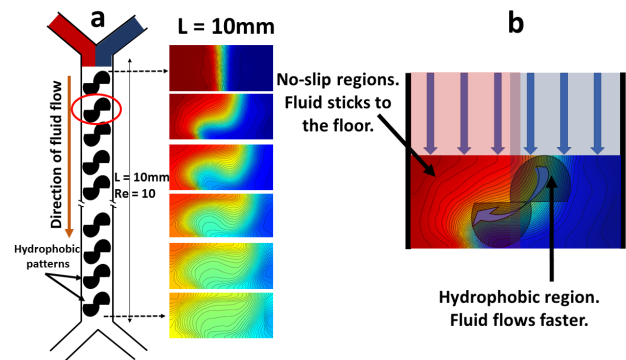 a
L = 10mm
Direction of fluid flow
L = 10mm
Re = 10
Hydrophobic
patterns
b
No-slip regions.
Fluid sticks to
the floor.
Hydrophobic region.
Fluid flows faster.